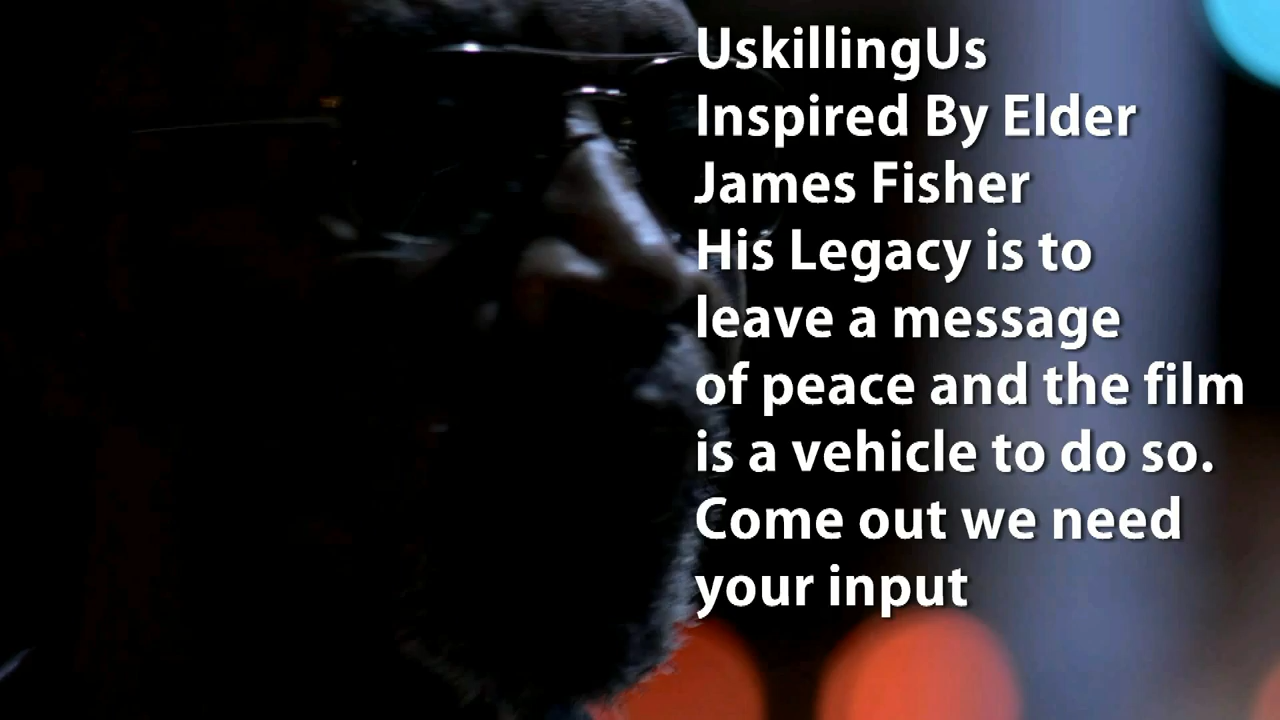 UskillingUs
Inspired By Elder
James Fisher
His Legacy is to
leave a message
of peace and the film
is a vehicle to do so.
Come out we need
your input